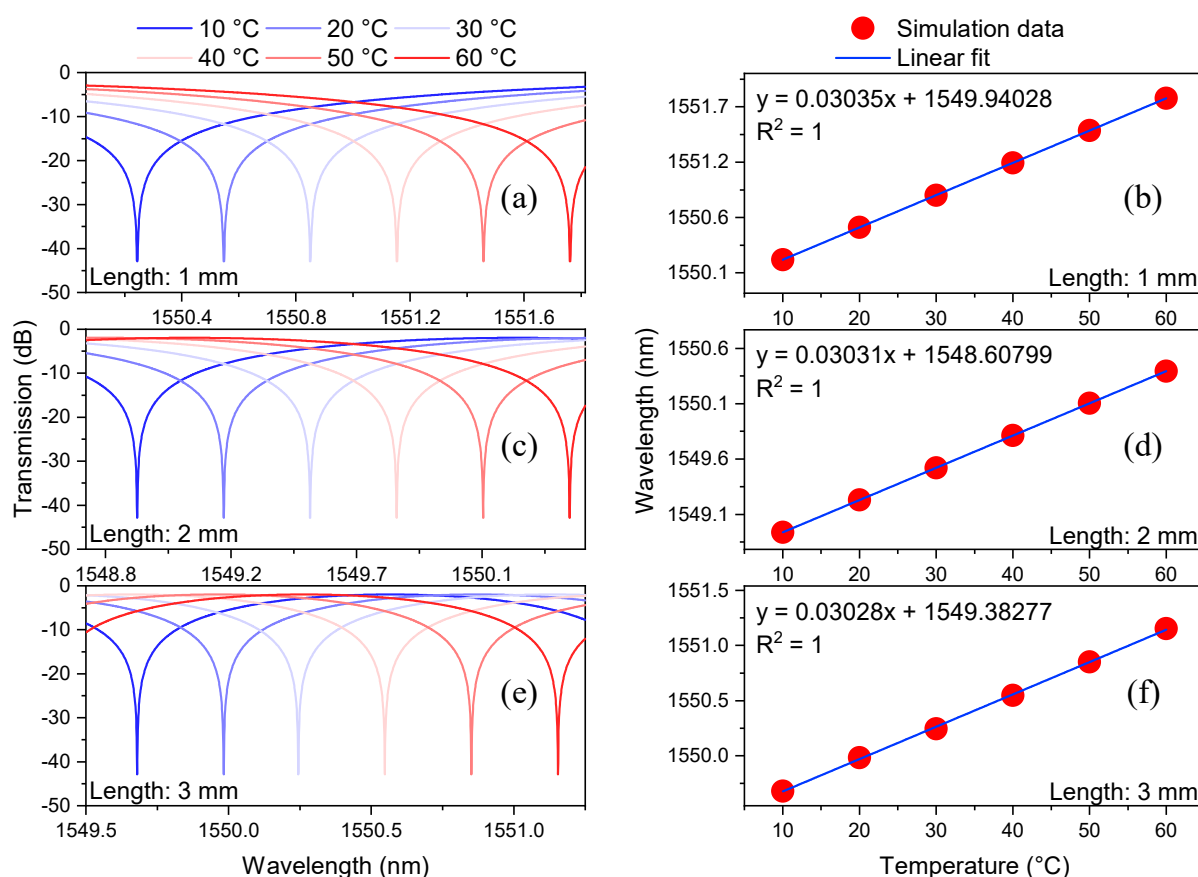 10 °C 20 °C 30 °C
40 °C 50 °C 60 °C
Simulation data
Linear fit
Transmission (dB)
0
-10
-20
-30
-40
-50
(a)
Length: 1 mm
1550.4 1550.8 1551.2 1551.6
0
-10
-20
-30
-40
-50
(c)
Length: 2 mm
1548.8 1549.2 1549.7 1550.1
0
-10
-20
-30
-40
-50
(e)
Length: 3 mm
1549.5 1550.0 1550.5 1551.0
Wavelength (nm)
Wavelength (nm)
1551.7
1551.2
1550.6
1550.1
y = 0.03035x + 1549.94028
R² = 1
(b)
Length: 1 mm
10 20 30 40 50 60
1550.6
1550.1
1549.6
1549.1
y = 0.03031x + 1548.60799
R² = 1
(d)
Length: 2 mm
10 20 30 40 50 60
1551.5
1551.0
1550.5
1550.0
y = 0.03028x + 1549.38277
R² = 1
(f)
Length: 3 mm
10 20 30 40 50 60
Temperature (°C)